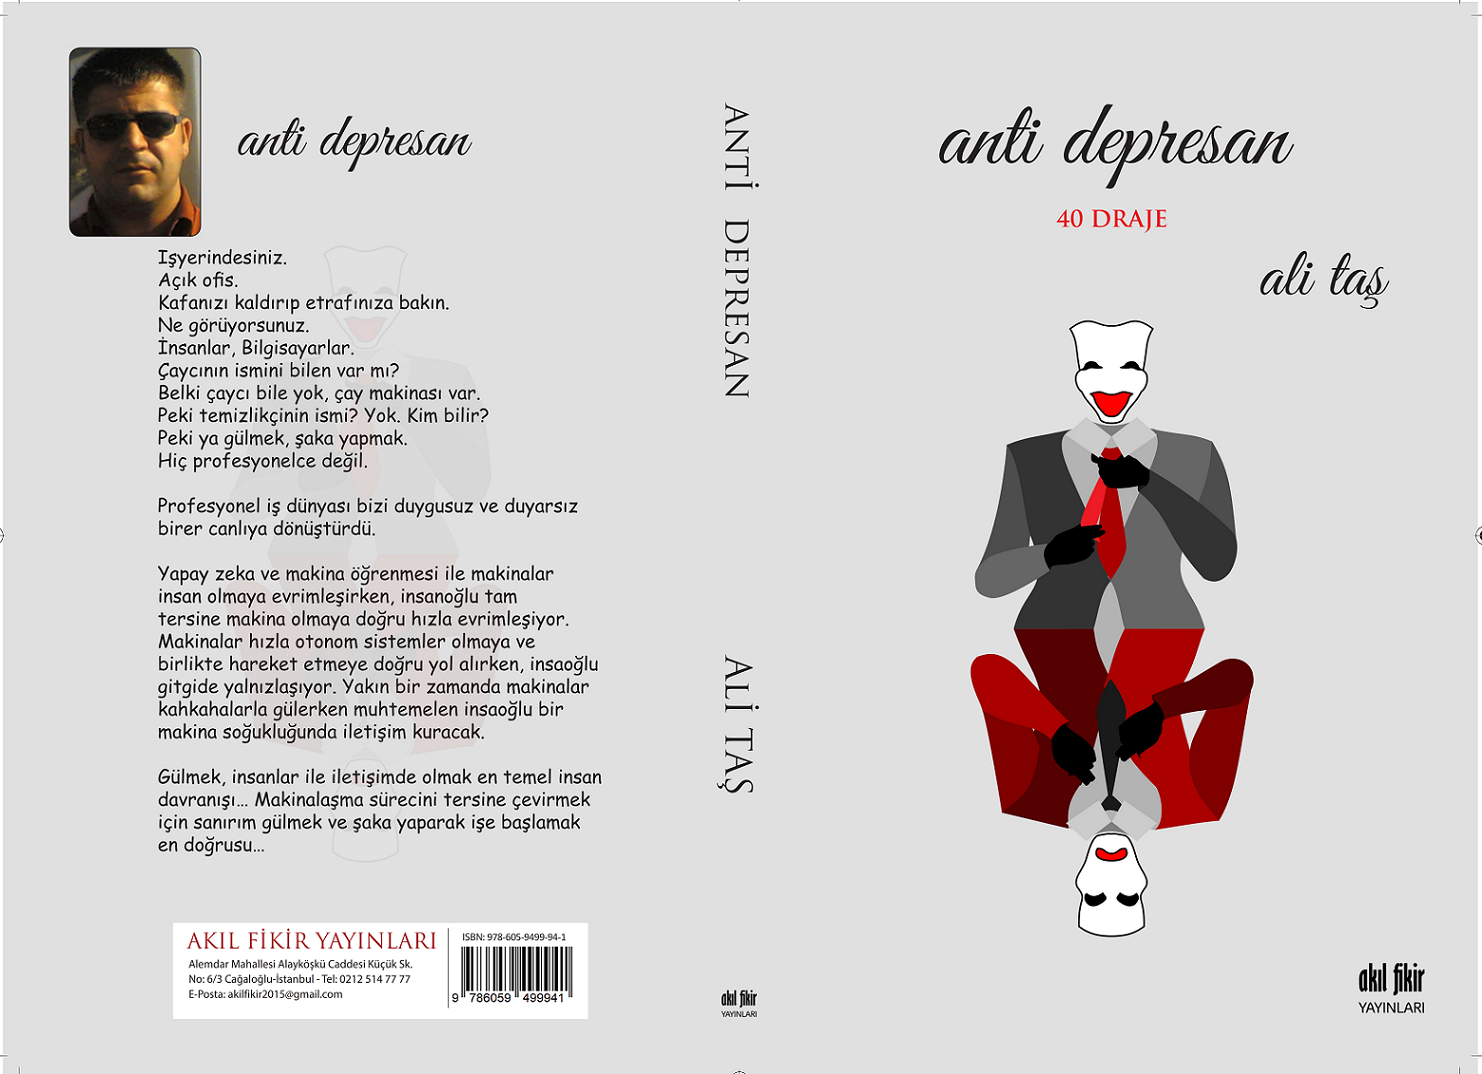 anti depresan
Işyerindesiniz.
Açık ofis.
Kafanızı kaldırıp etrafınıza bakın.
Ne görüyorsunuz.
İnsanlar, Bilgisayarlar.
Çaycının ismini bilen var mı?
Belki çaycı bile yok, çay makinası var.
Peki temizlikçinin ismi? Yok. Kim bilir?
Peki ya gülmek, şaka yapmak.
Hiç profesyonelce değil.
Profesyonel iş dünyası bizi duygusuz ve duyarsız
birer canlıya dönüştürdü.
Yapay zeka ve makina öğrenmesi ile makinalar
insan olmaya evrimleşirken, insanoğlu tam
tersine makina olmaya doğru hızla evrimleşiyor.
Makinalar hızla otonom sistemler olmaya ve
birlikte hareket etmeye doğru yol alırken, insaoğlu
gitgide yalnızlaşıyor. Yakın bir zamanda makinalar
kahkahalarla gülerken muhtemelen insaoğlu bir
makina soğukluğunda iletişim kuracak.
Gülmek, insanlar ile iletişimde olmak en temel insan
davranışı... Makinalaşma sürecini tersine çevirmek
için sanırım gülmek ve şaka yaparak işe başlamak
en doğrusu...
AKIL FİKİR YAYINLARI
Alemdar Mahallesi Alayköşkü Caddesi Küçük Sk.
No: 6/3 Cağaloğlu-İstanbul - Tel: 0212 514 77 77
E-Posta: akilfikir2015@gmail.com
ISBN: 978-605-9499-94-1
9 786059 499941
ANTİ DEPRESAN
ALİ TAŞ
akıl fikir
YAYINLARI
anti depresan
40 DRAJE
ali taş
akıl fikir
YAYINLARI